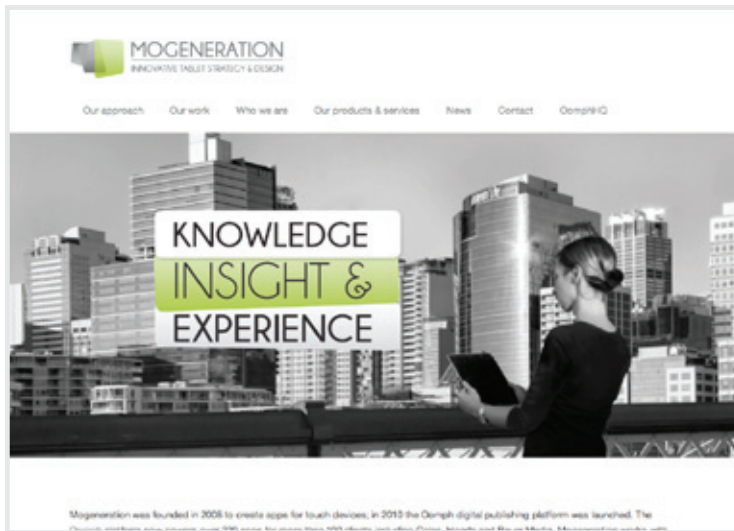 MOGENERATION
INNOVATIVE TABLET STRATEGY & DESIGN
Our approach Our work Who we are Our products & services News Contact OomphHQ
KNOWLEDGE
INSIGHT &
EXPERIENCE
Mogeneration was founded in 2008 to create apps for touch devices, in 2010 the Oomph digital publishing platform was launched. The